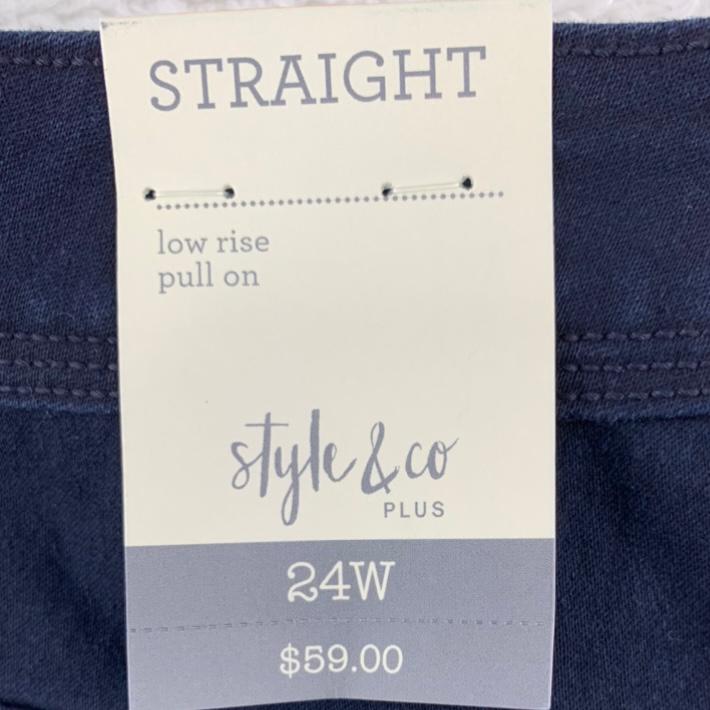 STRAIGHT
low rise
pull on
style & co
PLUS
24W
$59.00